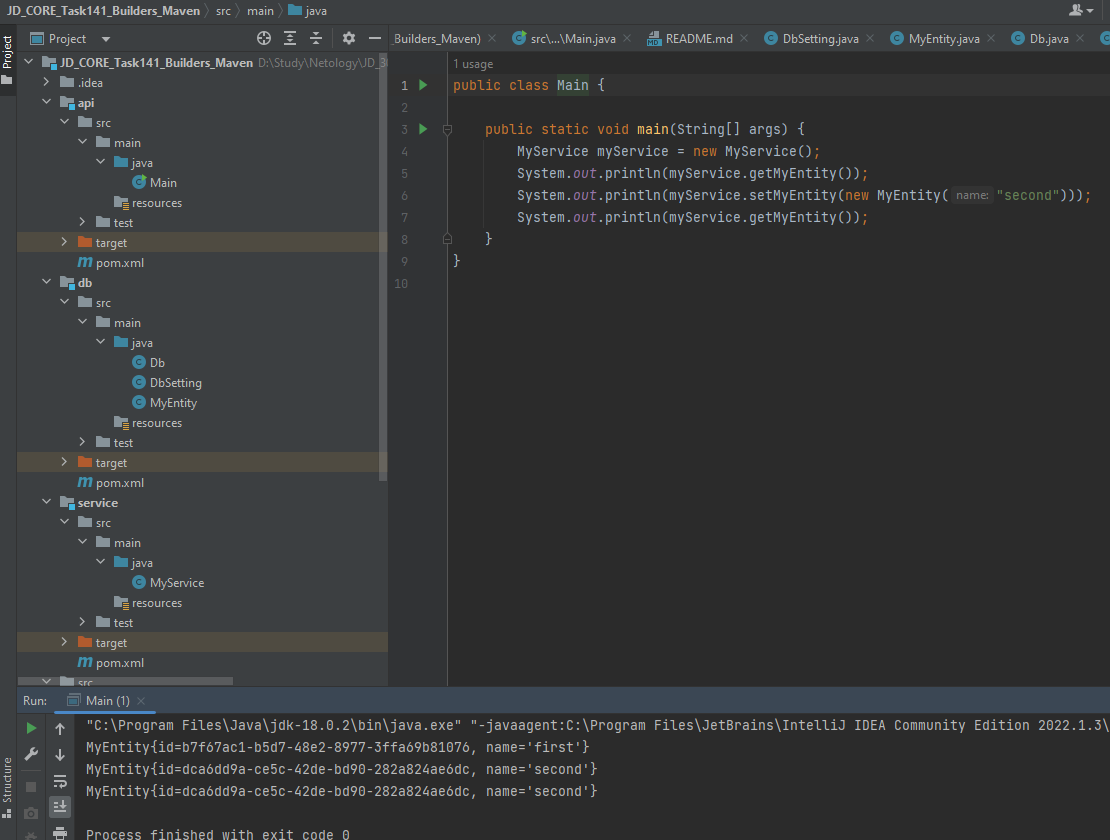 JD_CORE_Task141_Builders_Maven src main java
Project
Project
_Builders_Maven) src\...\Main.java README.md DbSetting.java MyEntity.java Db.java
JD_CORE_Task141_Builders_Maven D:\Study\Netology\JD_
.idea
api
src
main
java
Main
resources
test
target
pom.xml
db
src
main
java
Db
DbSetting
MyEntity
resources
test
target
pom.xml
service
src
main
java
MyService
resources
test
target
pom.xml
src
1 usage
1 public class Main {
2
3 public static void main(String[] args) {
4 MyService myService = new MyService();
5 System.out.println(myService.getMyEntity());
6 System.out.println(myService.setMyEntity(new MyEntity( name: "second")));
7 System.out.println(myService.getMyEntity());
8 }
9 }
10
Run: Main (1)
"C:\Program Files\Java\jdk-18.0.2\bin\java.exe" "-javaagent:C:\Program Files\JetBrains\IntelliJ IDEA Community Edition 2022.1.3\
MyEntity{id=b7f67ac1-b5d7-48e2-8977-3ffa69b81076, name='first'}
MyEntity{id=dca6dd9a-ce5c-42de-bd90-282a824ae6dc, name='second'}
MyEntity{id=dca6dd9a-ce5c-42de-bd90-282a824ae6dc, name='second'}
Process finished with exit code 0
Structure